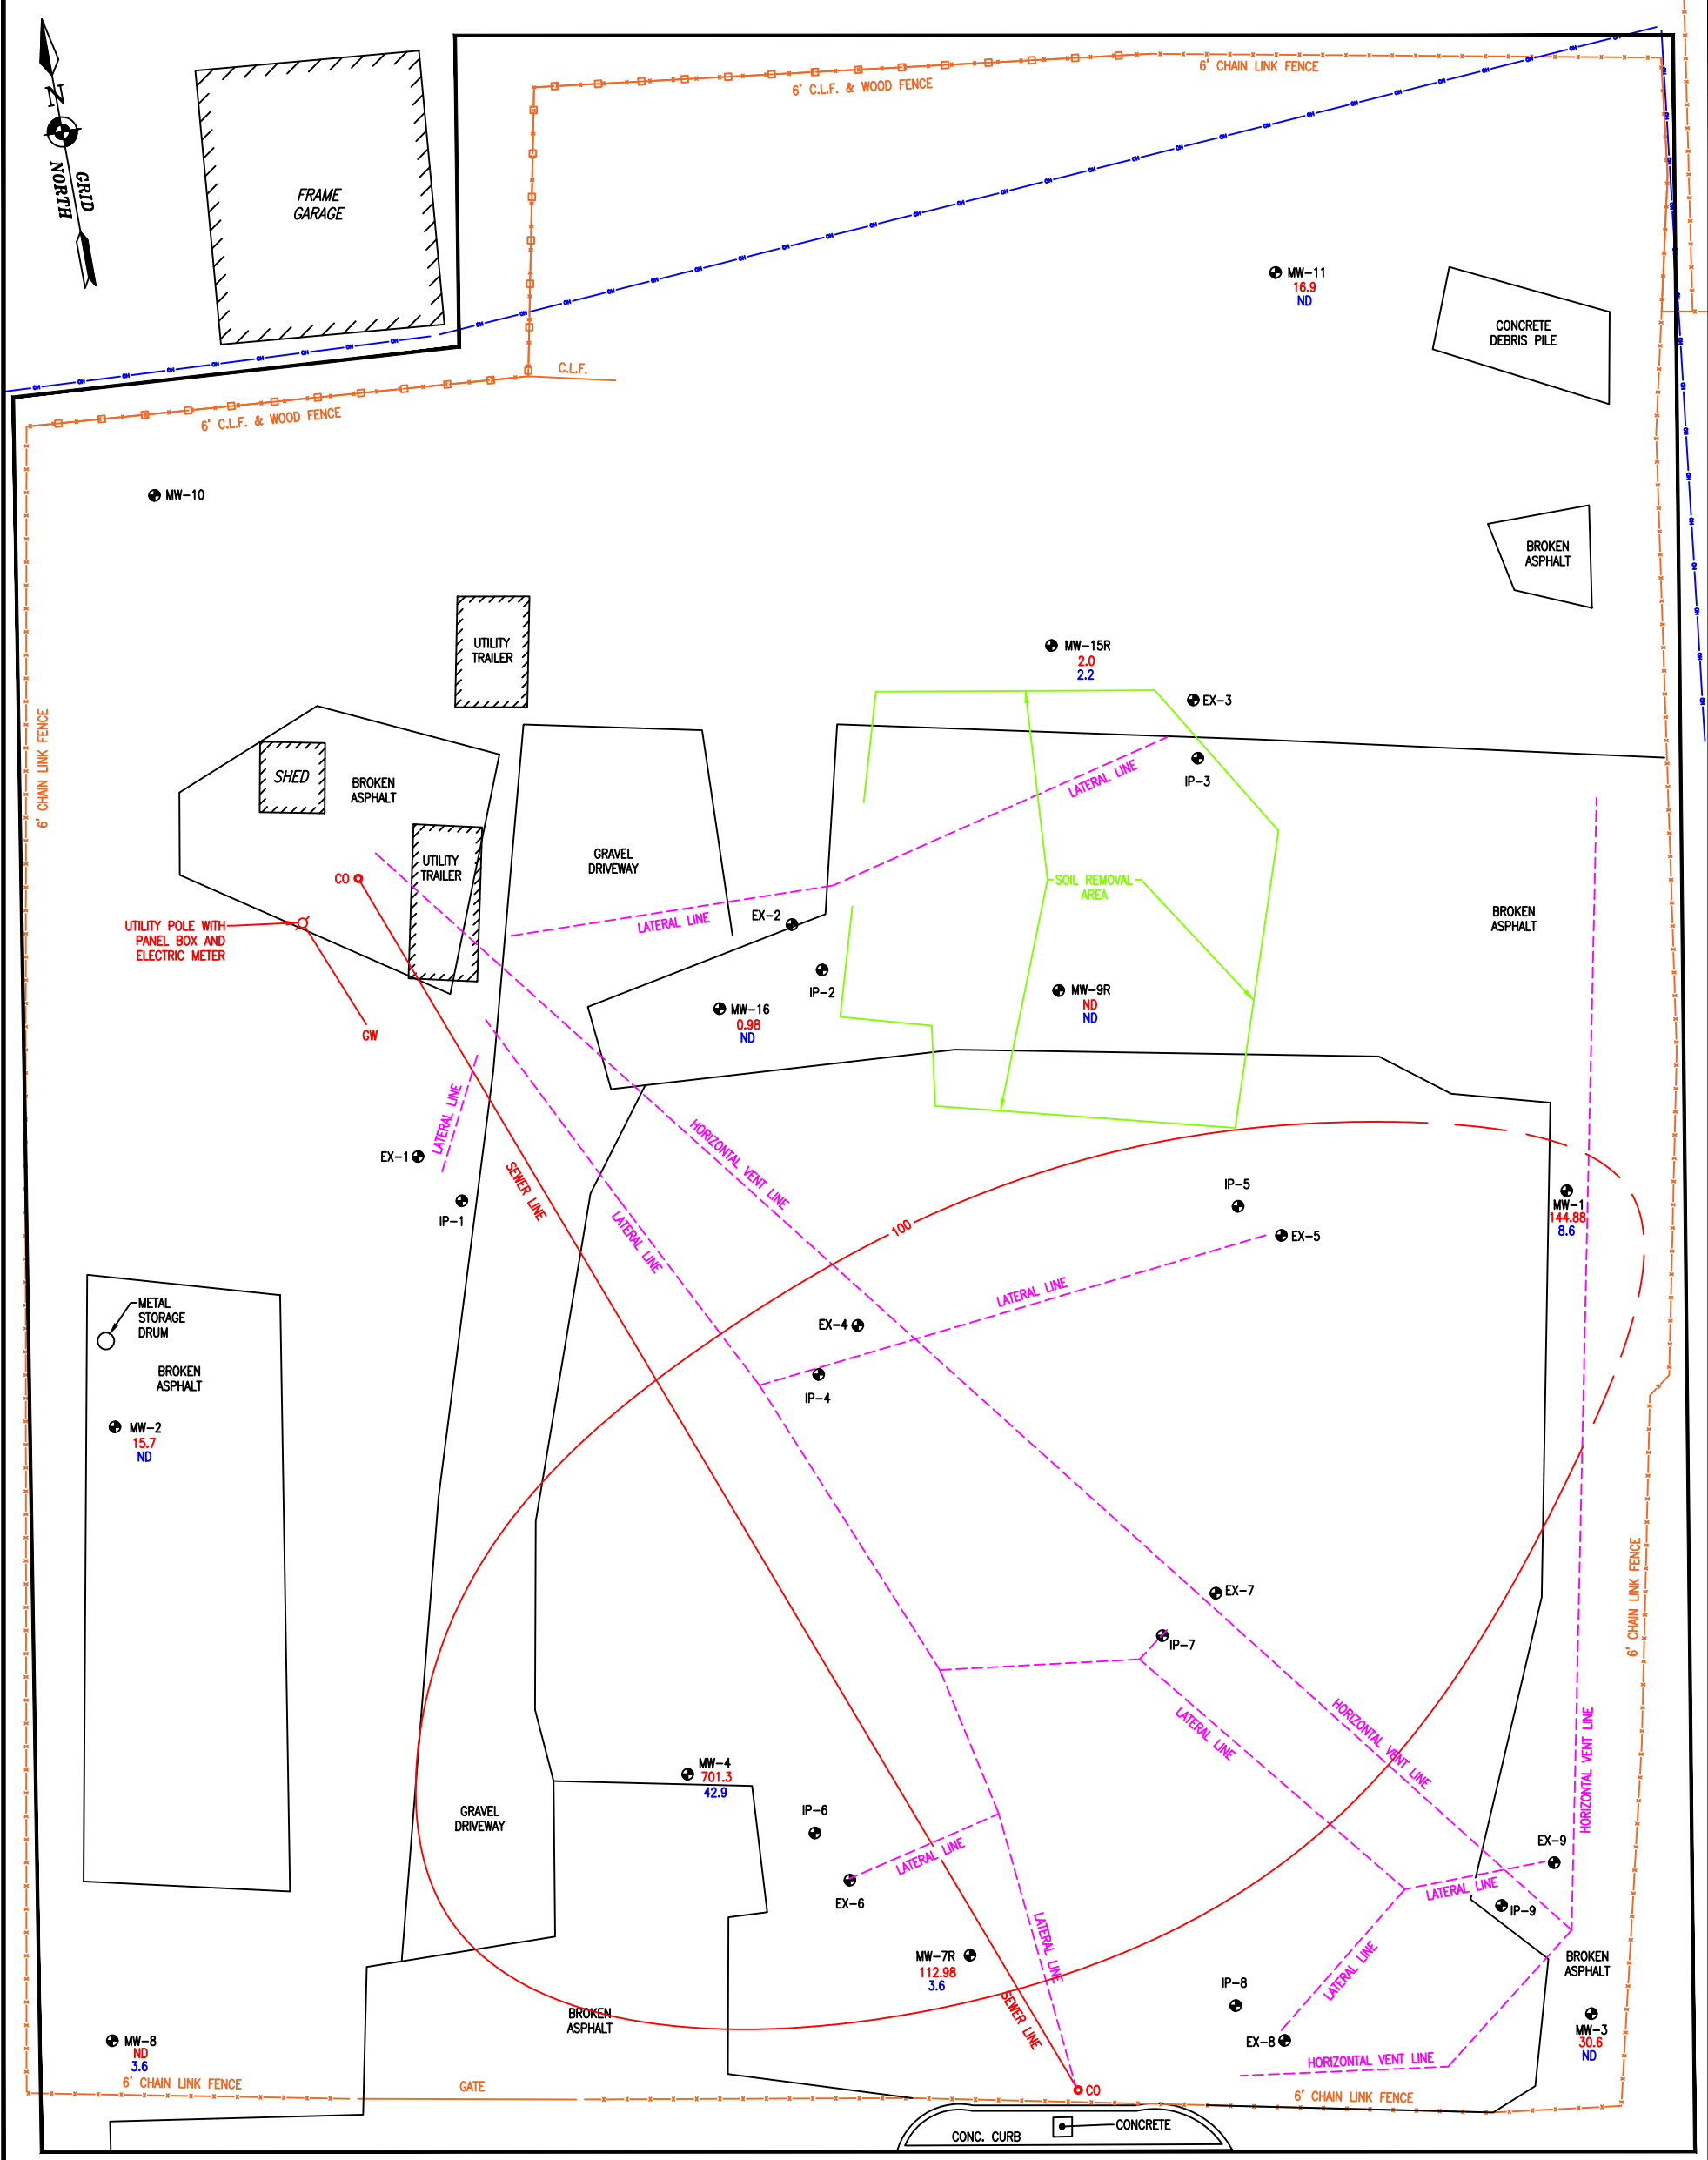 N
GRID
NORTH
FRAME
GARAGE
6' C.L.F. & WOOD FENCE
6' CHAIN LINK FENCE
OH OH OH OH OH OH OH OH OH
MW-11
16.9
ND
CONCRETE
DEBRIS PILE
C.L.F.
6' C.L.F. & WOOD FENCE
MW-10
BROKEN
ASPHALT
UTILITY
TRAILER
MW-15R
2.0
2.2
EX-3
IP-3
6' CHAIN LINK FENCE
SHED
BROKEN
ASPHALT
LATERAL LINE
GRAVEL
DRIVEWAY
UTILITY
TRAILER
CO
SOIL REMOVAL
AREA
UTILITY POLE WITH
PANEL BOX AND
ELECTRIC METER
LATERAL LINE
EX-2
BROKEN
ASPHALT
IP-2
MW-16
0.98
ND
MW-9R
ND
ND
GW
LATERAL LINE
HORIZONTAL VENT LINE
EX-1
IP-1
SEWER LINE
LATERAL LINE
100
IP-5
EX-5
MW-1
144.88
8.6
METAL
STORAGE
DRUM
LATERAL LINE
EX-4
IP-4
BROKEN
ASPHALT
MW-2
15.7
ND
EX-7
IP-7
6' CHAIN LINK FENCE
LATERAL LINE
HORIZONTAL VENT LINE
HORIZONTAL VENT LINE
MW-4
701.3
42.9
GRAVEL
DRIVEWAY
IP-6
LATERAL LINE
EX-6
EX-9
LATERAL LINE
IP-9
MW-7R
112.98
3.6
LATERAL LINE
LATERAL LINE
BROKEN
ASPHALT
IP-8
SEWER LINE
BROKEN
ASPHALT
EX-8
MW-3
30.6
ND
MW-8
ND
3.6
HORIZONTAL VENT LINE
6' CHAIN LINK FENCE
GATE
CO
6' CHAIN LINK FENCE
CONC. CURB
CONCRETE